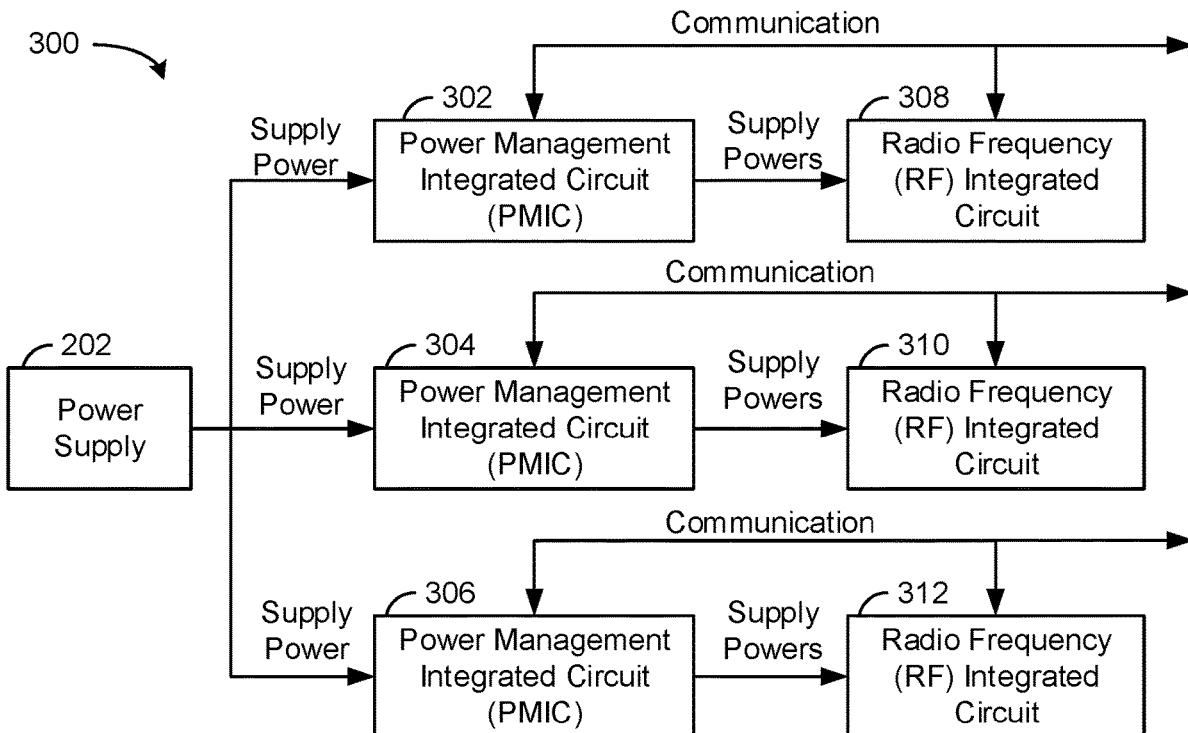 300
Communication
302
308
Supply
Power
Power Management
Integrated Circuit
(PMIC)
Supply
Powers
Radio Frequency
(RF) Integrated
Circuit
Communication
202
304
310
Power
Supply
Supply
Power
Power Management
Integrated Circuit
(PMIC)
Supply
Powers
Radio Frequency
(RF) Integrated
Circuit
Communication
306
312
Supply
Power
Power Management
Integrated Circuit
(PMIC)
Supply
Powers
Radio Frequency
(RF) Integrated
Circuit